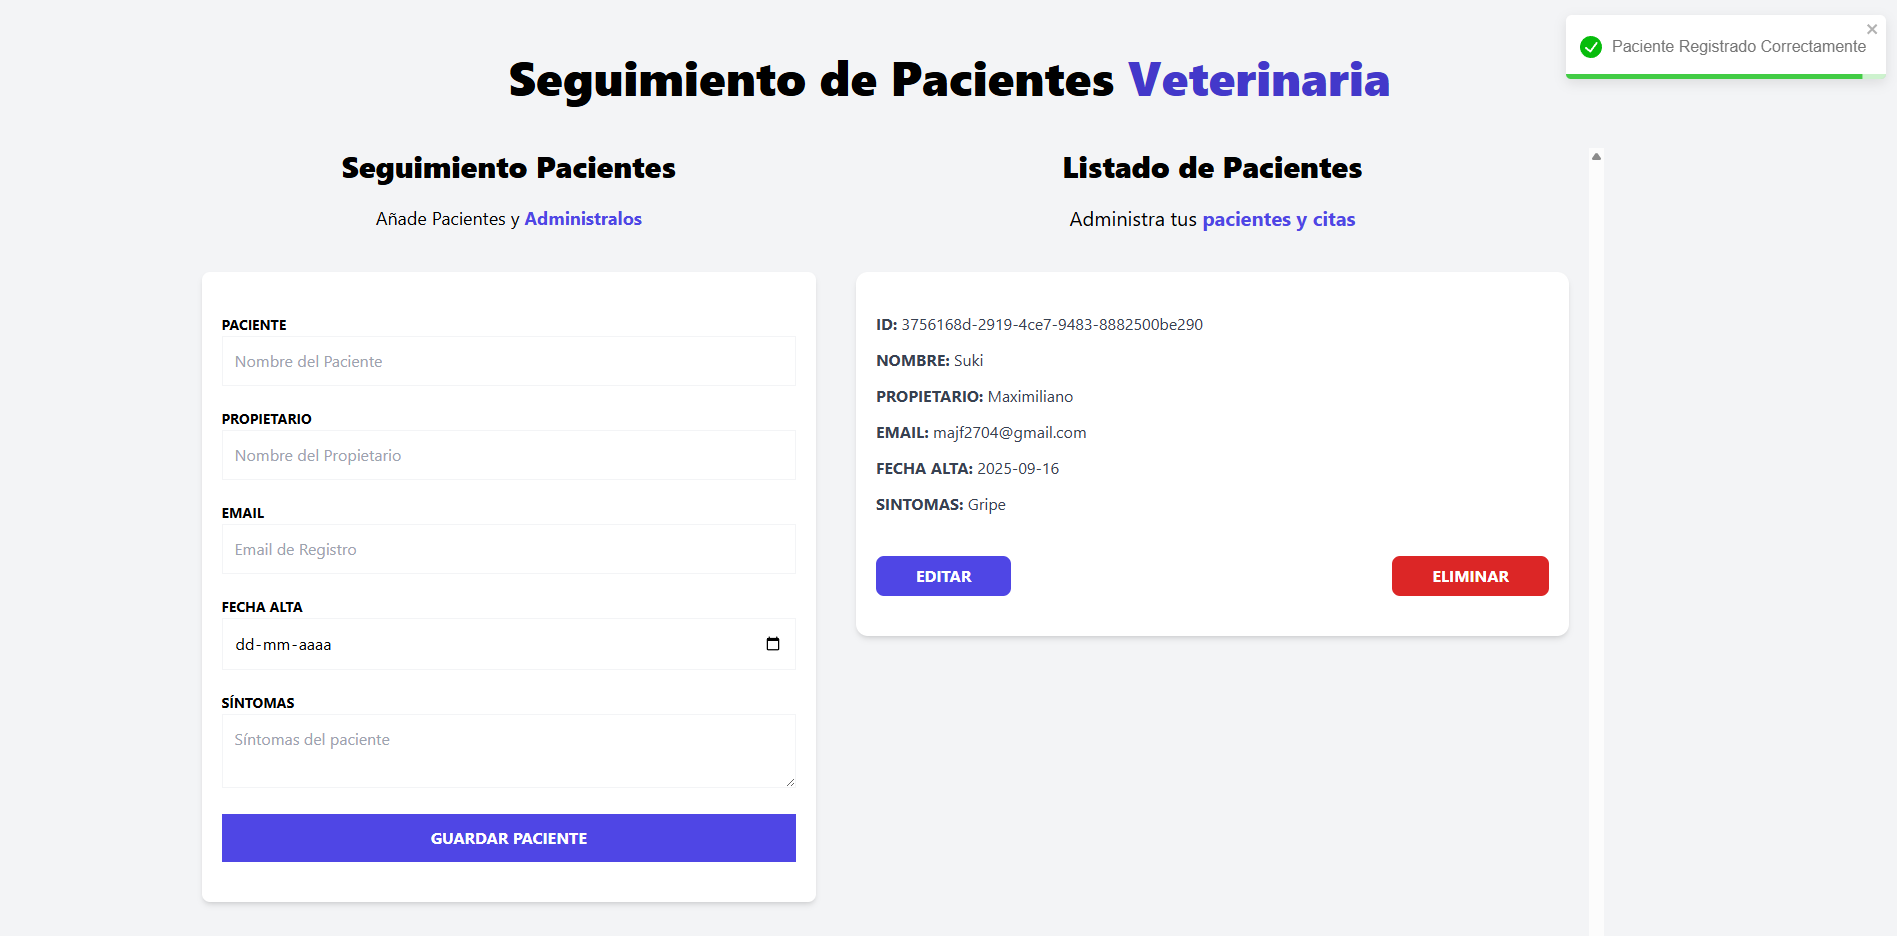 Paciente Registrado Correctamente
Seguimiento de Pacientes Veterinaria
Seguimiento Pacientes
Añade Pacientes y Administralos
PACIENTE
Nombre del Paciente
PROPIETARIO
Nombre del Propietario
EMAIL
Email de Registro
FECHA ALTA
dd-mm-aaaa
SÍNTOMAS
Síntomas del paciente
GUARDAR PACIENTE
Listado de Pacientes
Administra tus pacientes y citas
ID: 3756168d-2919-4ce7-9483-8882500be290
NOMBRE: Suki
PROPIETARIO: Maximiliano
EMAIL: majf2704@gmail.com
FECHA ALTA: 2025-09-16
SINTOMAS: Gripe
EDITAR
ELIMINAR